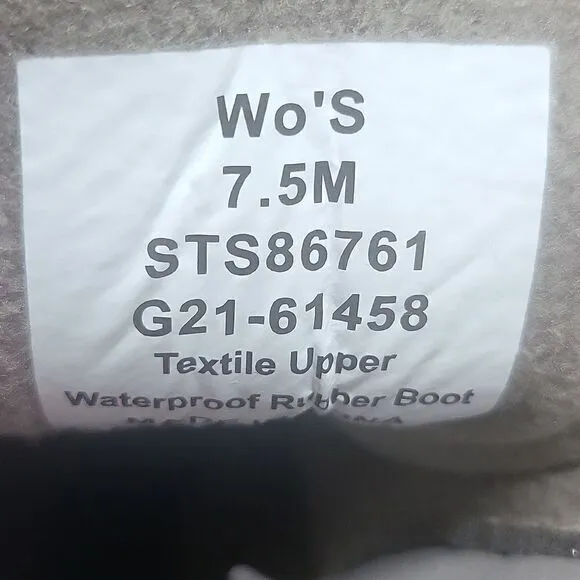 Wo'S
7.5M
STS86761
G21-61458
Textile Upper
Waterproof Rubber Boot